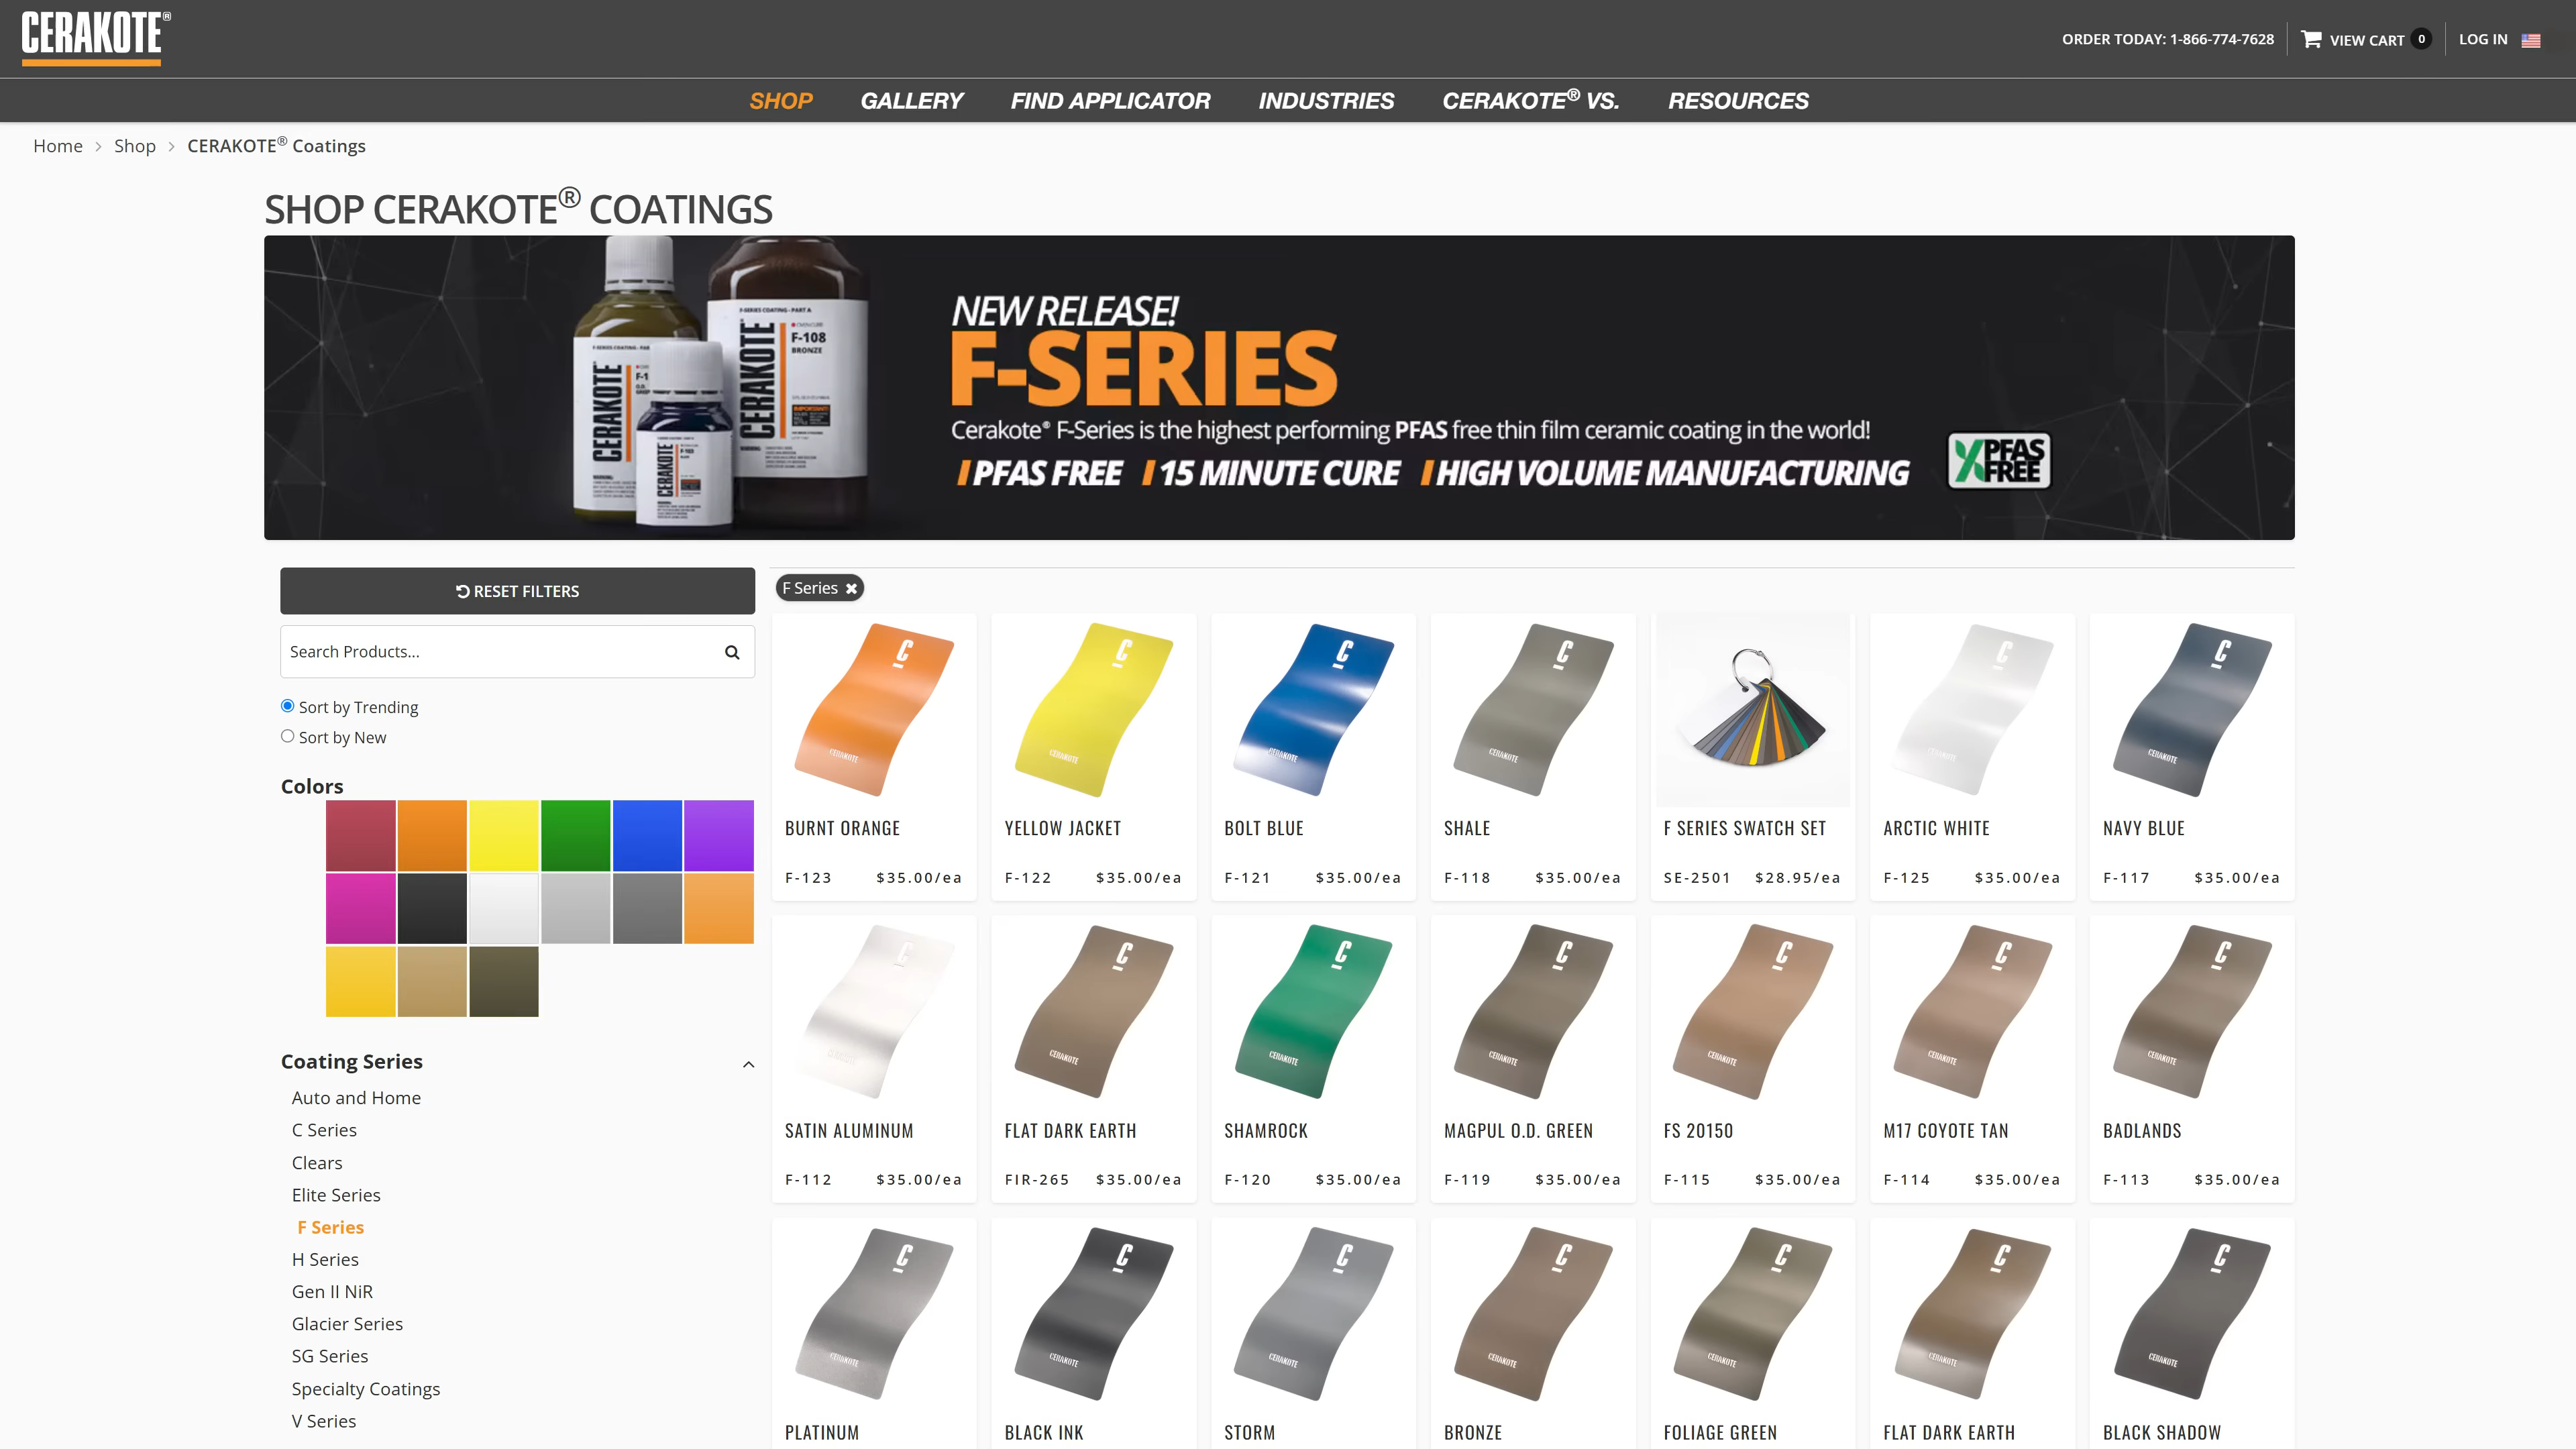 CERAKOTE®
ORDER TODAY: 1-866-774-7628
VIEW CART 0
LOG IN
SHOP GALLERY FIND APPLICATOR INDUSTRIES CERAKOTE® VS. RESOURCES
Home > Shop > CERAKOTE® Coatings
SHOP CERAKOTE® COATINGS
F-SERIES COATING - PART A
CERAKOTE
F-108
BRONZE
CERAKOTE
CERAKOTE
NEW RELEASE!
F-SERIES
Cerakote® F-Series is the highest performing PFAS free thin film ceramic coating in the world!
PFAS FREE 15 MINUTE CURE HIGH VOLUME MANUFACTURING
PFAS
FREE
RESET FILTERS
Search Products...
Sort by Trending
Sort by New
Colors
Coating Series
Auto and Home
C Series
Clears
Elite Series
F Series
H Series
Gen II NiR
Glacier Series
SG Series
Specialty Coatings
V Series
F Series
BURNT ORANGE
F-123 $35.00/ea
YELLOW JACKET
F-122 $35.00/ea
BOLT BLUE
F-121 $35.00/ea
SHALE
F-118 $35.00/ea
F SERIES SWATCH SET
SE-2501 $28.95/ea
ARCTIC WHITE
F-125 $35.00/ea
NAVY BLUE
F-117 $35.00/ea
SATIN ALUMINUM
F-112 $35.00/ea
FLAT DARK EARTH
FIR-265 $35.00/ea
SHAMROCK
F-120 $35.00/ea
MAGPUL O.D. GREEN
F-119 $35.00/ea
FS 20150
F-115 $35.00/ea
M17 COYOTE TAN
F-114 $35.00/ea
BADLANDS
F-113 $35.00/ea
PLATINUM
BLACK INK
STORM
BRONZE
FOLIAGE GREEN
FLAT DARK EARTH
BLACK SHADOW